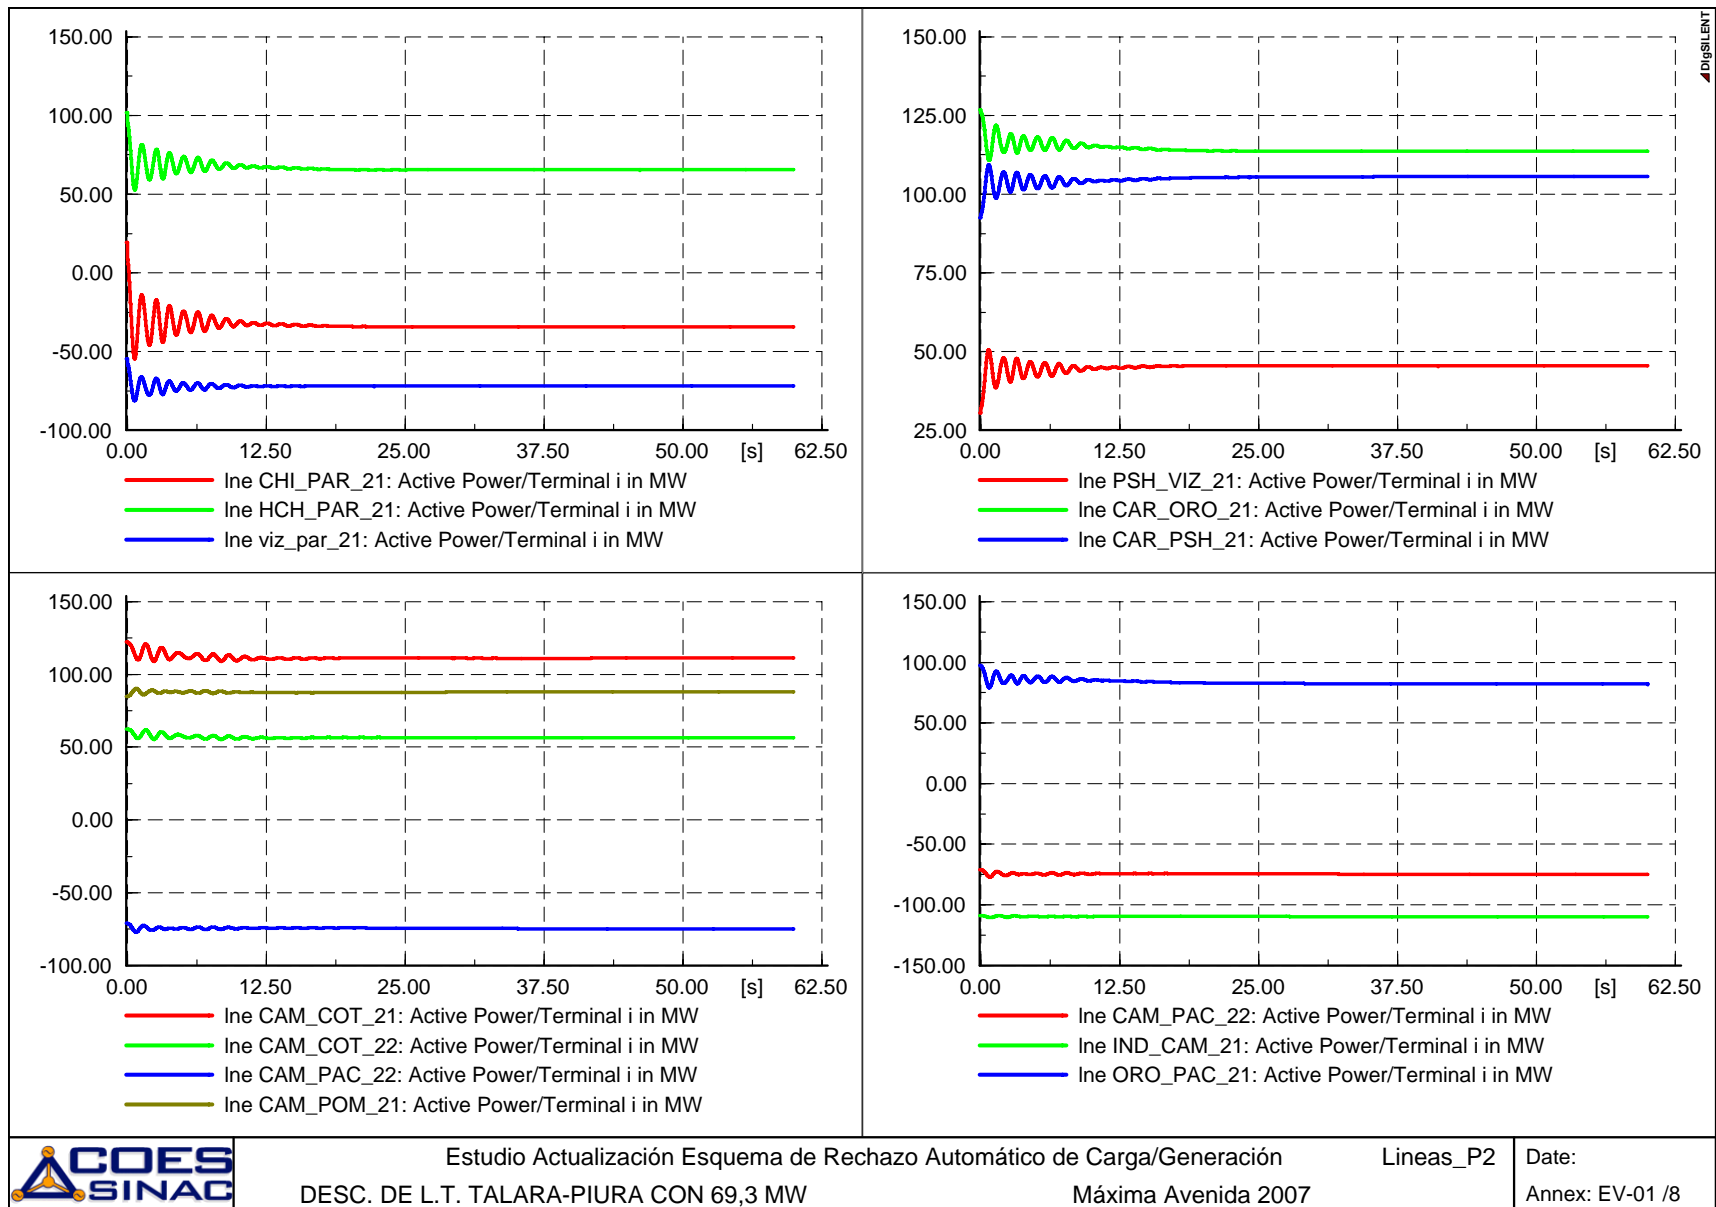 DIgSILENT
150.00
100.00
50.00
0.00
-50.00
-100.00
0.00 12.50 25.00 37.50 50.00 [s] 62.50
lne CHI_PAR_21: Active Power/Terminal i in MW
lne HCH_PAR_21: Active Power/Terminal i in MW
lne viz_par_21: Active Power/Terminal i in MW
150.00
125.00
100.00
75.00
50.00
25.00
0.00 12.50 25.00 37.50 50.00 [s] 62.50
lne PSH_VIZ_21: Active Power/Terminal i in MW
lne CAR_ORO_21: Active Power/Terminal i in MW
lne CAR_PSH_21: Active Power/Terminal i in MW
150.00
100.00
50.00
0.00
-50.00
-100.00
0.00 12.50 25.00 37.50 50.00 [s] 62.50
lne CAM_COT_21: Active Power/Terminal i in MW
lne CAM_COT_22: Active Power/Terminal i in MW
lne CAM_PAC_22: Active Power/Terminal i in MW
lne CAM_POM_21: Active Power/Terminal i in MW
150.00
100.00
50.00
0.00
-50.00
-100.00
-150.00
0.00 12.50 25.00 37.50 50.00 [s] 62.50
lne CAM_PAC_22: Active Power/Terminal i in MW
lne IND_CAM_21: Active Power/Terminal i in MW
lne ORO_PAC_21: Active Power/Terminal i in MW
COES
SINAC
Estudio Actualización Esquema de Rechazo Automático de Carga/Generación Lineas_P2
DESC. DE L.T. TALARA-PIURA CON 69,3 MW Máxima Avenida 2007
Date:
Annex: EV-01 /8